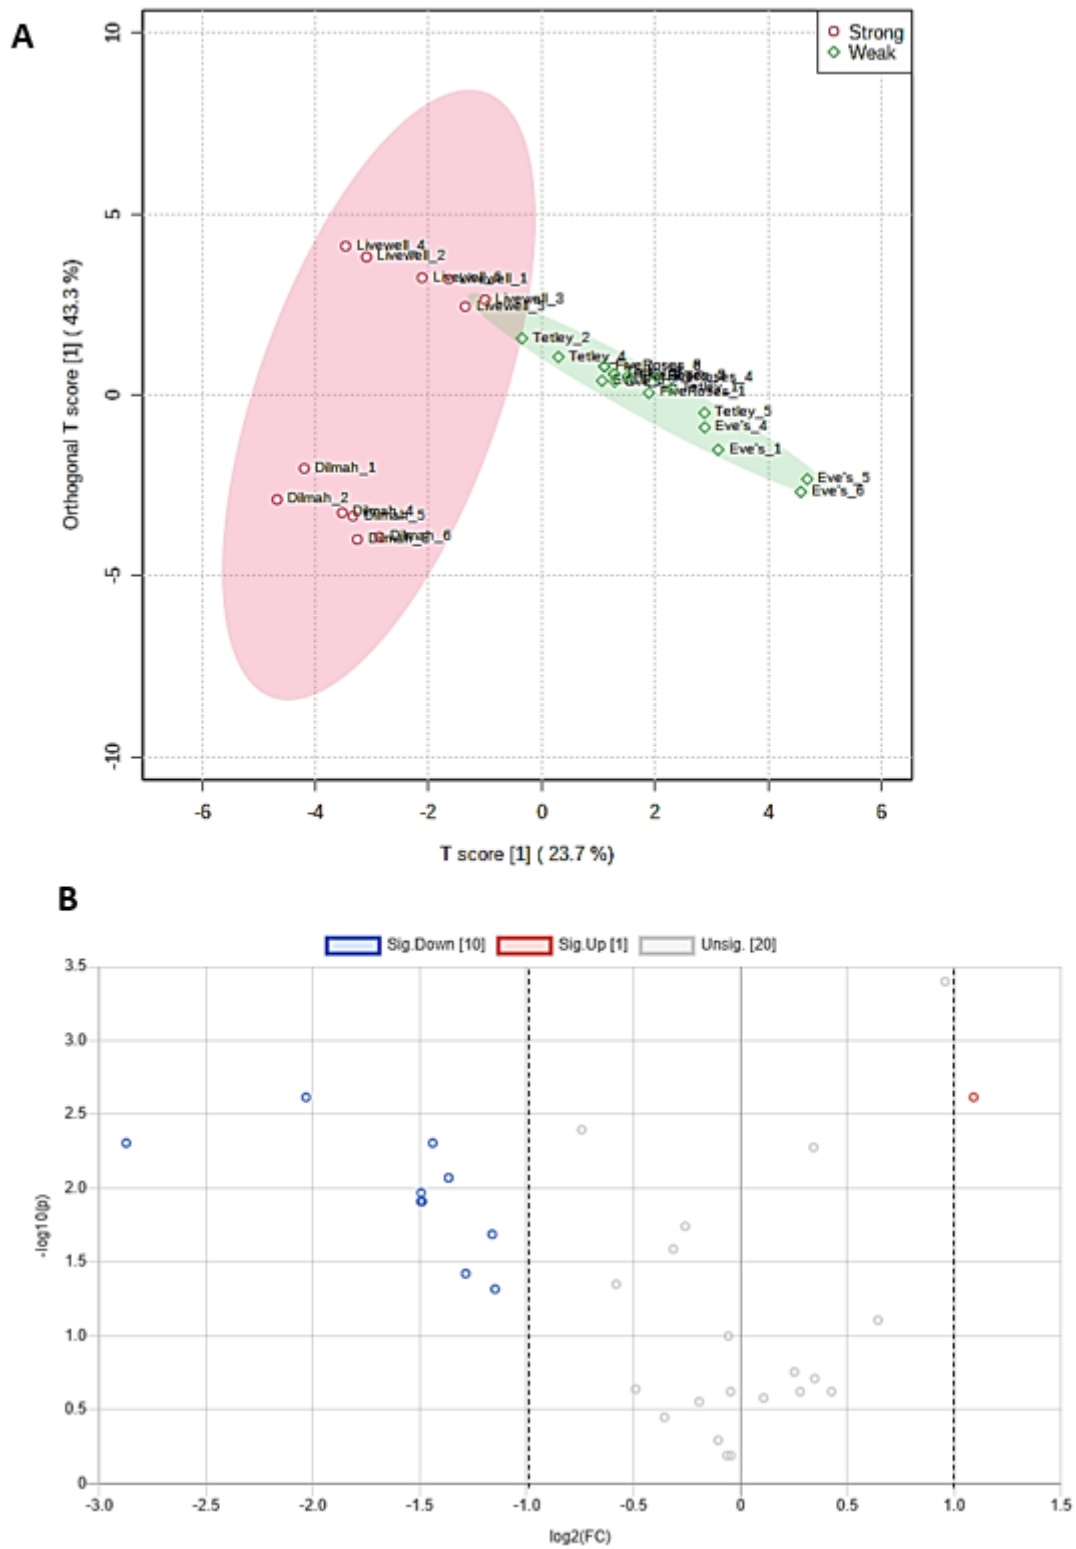 A
Strong
Weak
10
5
0
-5
-10
Orthogonal T score [1] ( 43.3 %)
Livewell_4
Livewell_2
Livewell_1
Livewell_3
Tetley_2
Tetley_4
FiveRoses_1
Tetley_5
Eve's_4
Eve's_1
Eve's_5
Eve's_6
Dilmah_1
Dilmah_2
Dilmah_4
Dilmah_5
Dilmah_6
-6
-4
-2
0
2
4
6
T score [1] ( 23.7 %)
B
Sig.Down [10]
Sig.Up [1]
Unsig. [20]
3.5
3.0
2.5
2.0
1.5
1.0
0.5
0
-log10(p)
-3.0
-2.5
-2.0
-1.5
-1.0
-0.5
0
0.5
1.0
1.5
log2(FC)